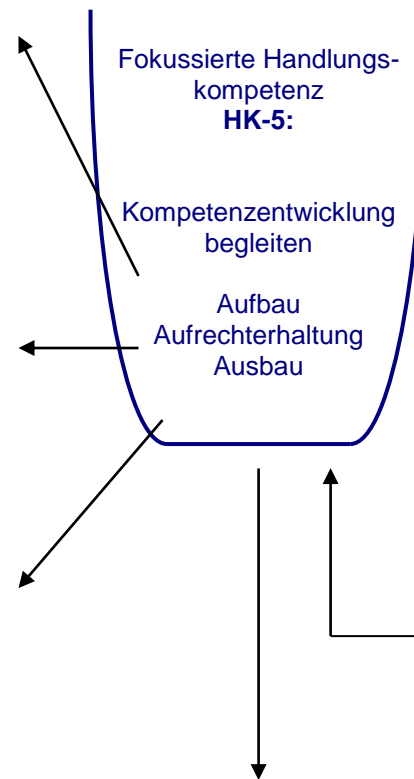 Fokussierte Handlungs-
kompetenz
HK-5:
Kompetenzentwicklung
begleiten
Aufbau
Aufrechterhaltung
Ausbau